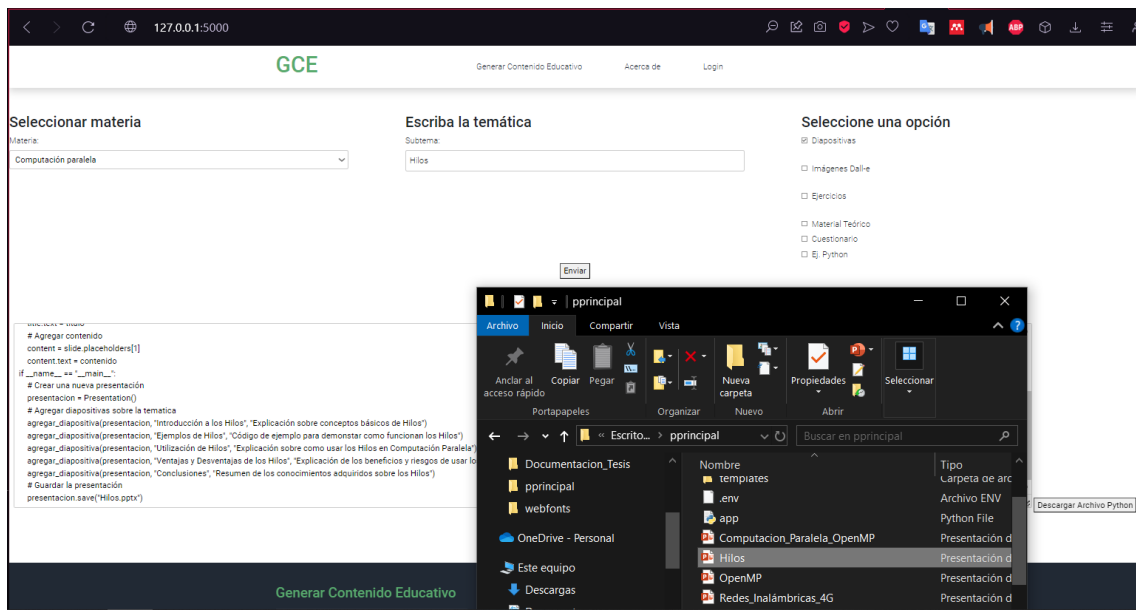 127.0.0.1:5000
ABP
GCE
Generar Contenido Educativo
Acerca de
Login
Seleccionar materia
Materia:
Computación paralela
Escriba la temática
Subtema:
Hilos
Seleccione una opción
Diapositivas
Imágenes Dall-e
Ejercicios
Material Teórico
Cuestionario
Ej. Python
Enviar
# Agregar contenido
content = slide.placeholders[1]
content.text = contenido
if __name__ == "__main__":
# Crear una nueva presentación
presentacion = Presentation()
# Agregar diapositivas sobre la tematica
agregar_diapositiva(presentacion, "Introducción a los Hilos", "Explicación sobre conceptos básicos de Hilos")
agregar_diapositiva(presentacion, "Ejemplos de Hilos", "Código de ejemplo para demonstar como funcionan los Hilos")
agregar_diapositiva(presentacion, "Utilización de Hilos", "Explicación sobre como usar los Hilos en Computación Paralela")
agregar_diapositiva(presentacion, "Ventajas y Desventajas de los Hilos", "Explicación de los beneficios y riesgos de usar lo
agregar_diapositiva(presentacion, "Conclusiones", "Resumen de los conocimientos adquiridos sobre los Hilos")
# Guardar la presentación
presentacion.save("Hilos.pptx")
Descargar Archivo Python
pprincipal
Archivo
Inicio
Compartir
Vista
Anclar al
acceso rápido
Copiar
Pegar
Nueva
carpeta
Propiedades
Seleccionar
Portapapeles
Organizar
Nuevo
Abrir
« Escrito... > pprincipal
Buscar en pprincipal
Documentacion_Tesis
pprincipal
webfonts
OneDrive - Personal
Este equipo
Descargas
Nombre
Tipo
templates
Carpeta de arc
.env
Archivo ENV
app
Python File
Computacion_Paralela_OpenMP
Presentación d
Hilos
Presentación d
OpenMP
Presentación d
Redes_Inalámbricas_4G
Presentación d
Generar Contenido Educativo